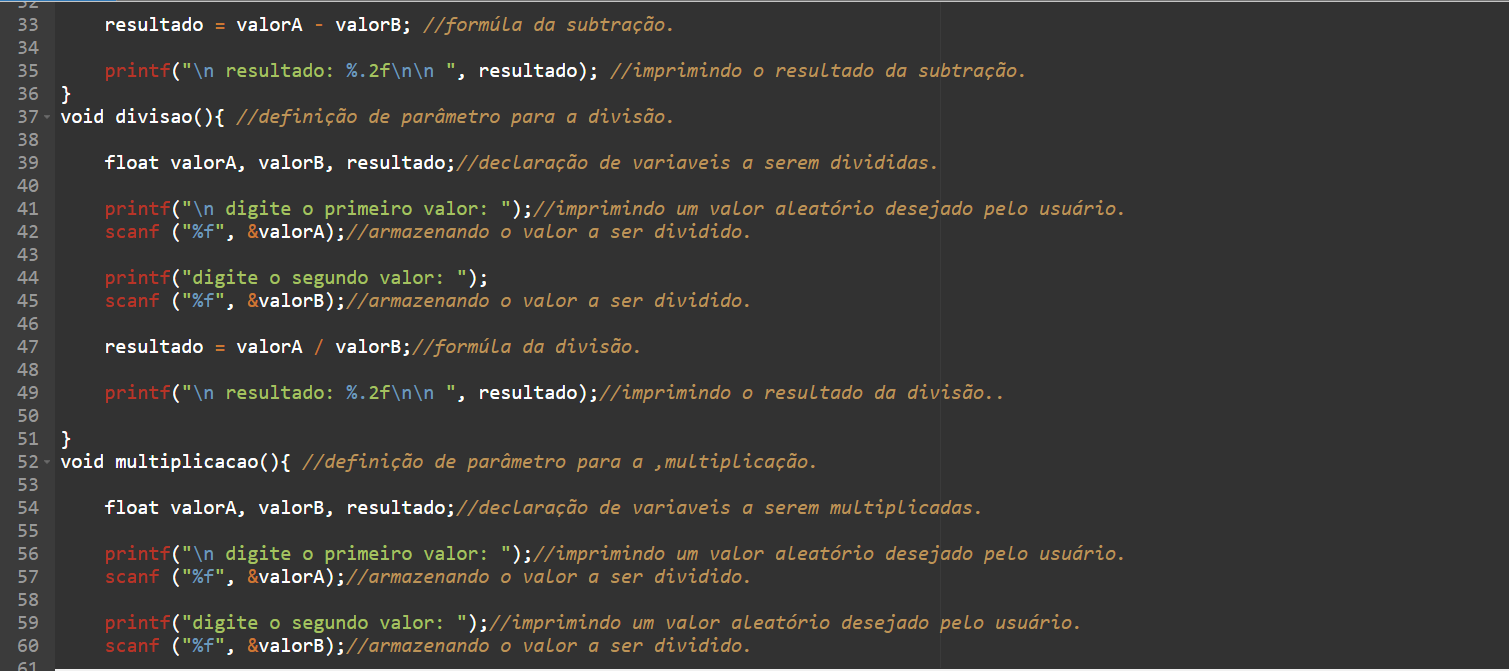 32
33 resultado = valorA - valorB; //formúla da subtração.
34
35 printf("\n resultado: %.2f\n\n ", resultado); //imprimindo o resultado da subtração.
36 }
37 void divisao(){ //definição de parâmetro para a divisão.
38
39 float valorA, valorB, resultado;//declaração de variaveis a serem divididas.
40
41 printf("\n digite o primeiro valor: ");//imprimindo um valor aleatório desejado pelo usuário.
42 scanf ("%f", &valorA);//armazenando o valor a ser dividido.
43
44 printf("digite o segundo valor: ");
45 scanf ("%f", &valorB);//armazenando o valor a ser dividido.
46
47 resultado = valorA / valorB;//formúla da divisão.
48
49 printf("\n resultado: %.2f\n\n ", resultado);//imprimindo o resultado da divisão..
50
51 }
52 void multiplicacao(){ //definição de parâmetro para a ,multiplicação.
53
54 float valorA, valorB, resultado;//declaração de variaveis a serem multiplicadas.
55
56 printf("\n digite o primeiro valor: ");//imprimindo um valor aleatório desejado pelo usuário.
57 scanf ("%f", &valorA);//armazenando o valor a ser dividido.
58
59 printf("digite o segundo valor: ");//imprimindo um valor aleatório desejado pelo usuário.
60 scanf ("%f", &valorB);//armazenando o valor a ser dividido.
61